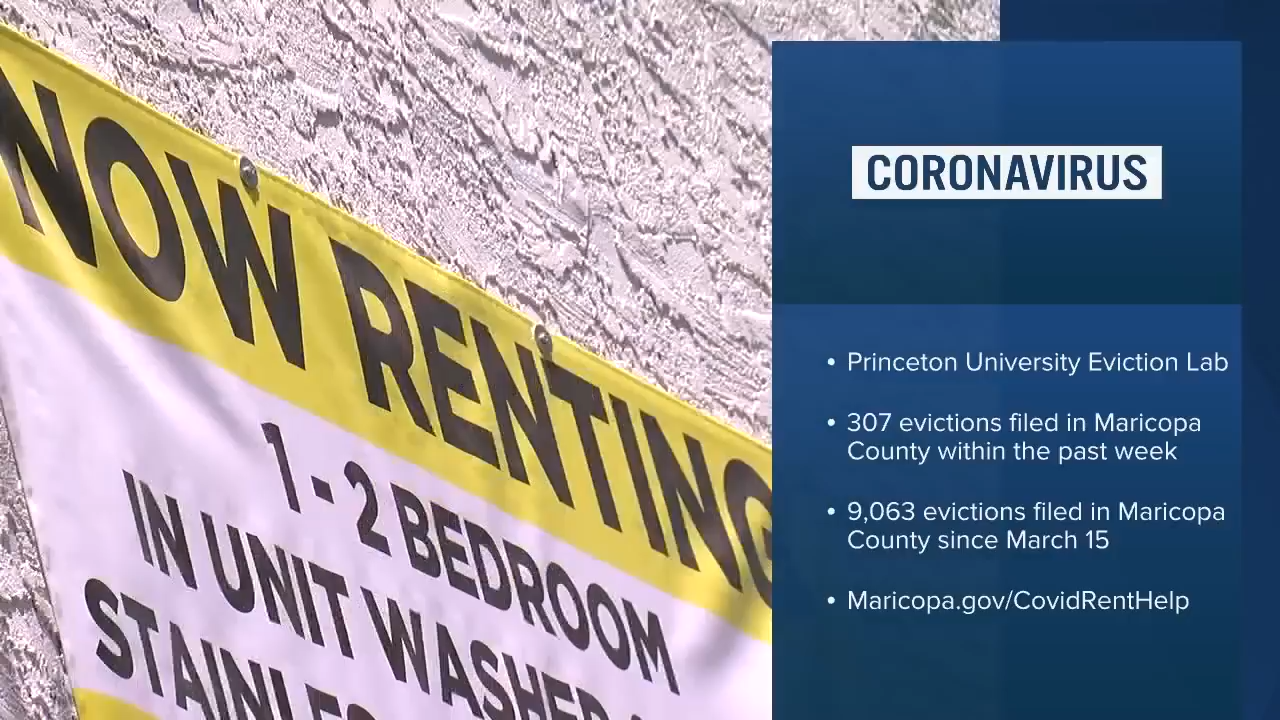 NOW RENTING
1-2 BEDROOM
IN UNIT WASHER
CORONAVIRUS
• Princeton University Eviction Lab
• 307 evictions filed in Maricopa
County within the past week
• 9,063 evictions filed in Maricopa
County since March 15
• Maricopa.gov/CovidRentHelp